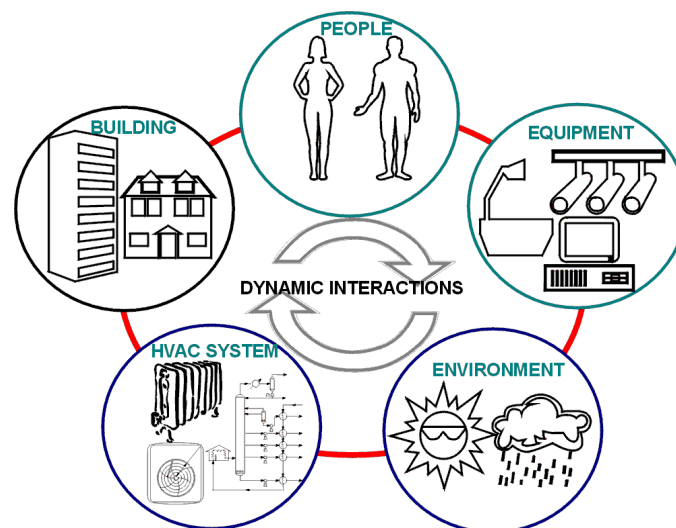 PEOPLE
BUILDING
EQUIPMENT
DYNAMIC INTERACTIONS
HVAC SYSTEM
ENVIRONMENT